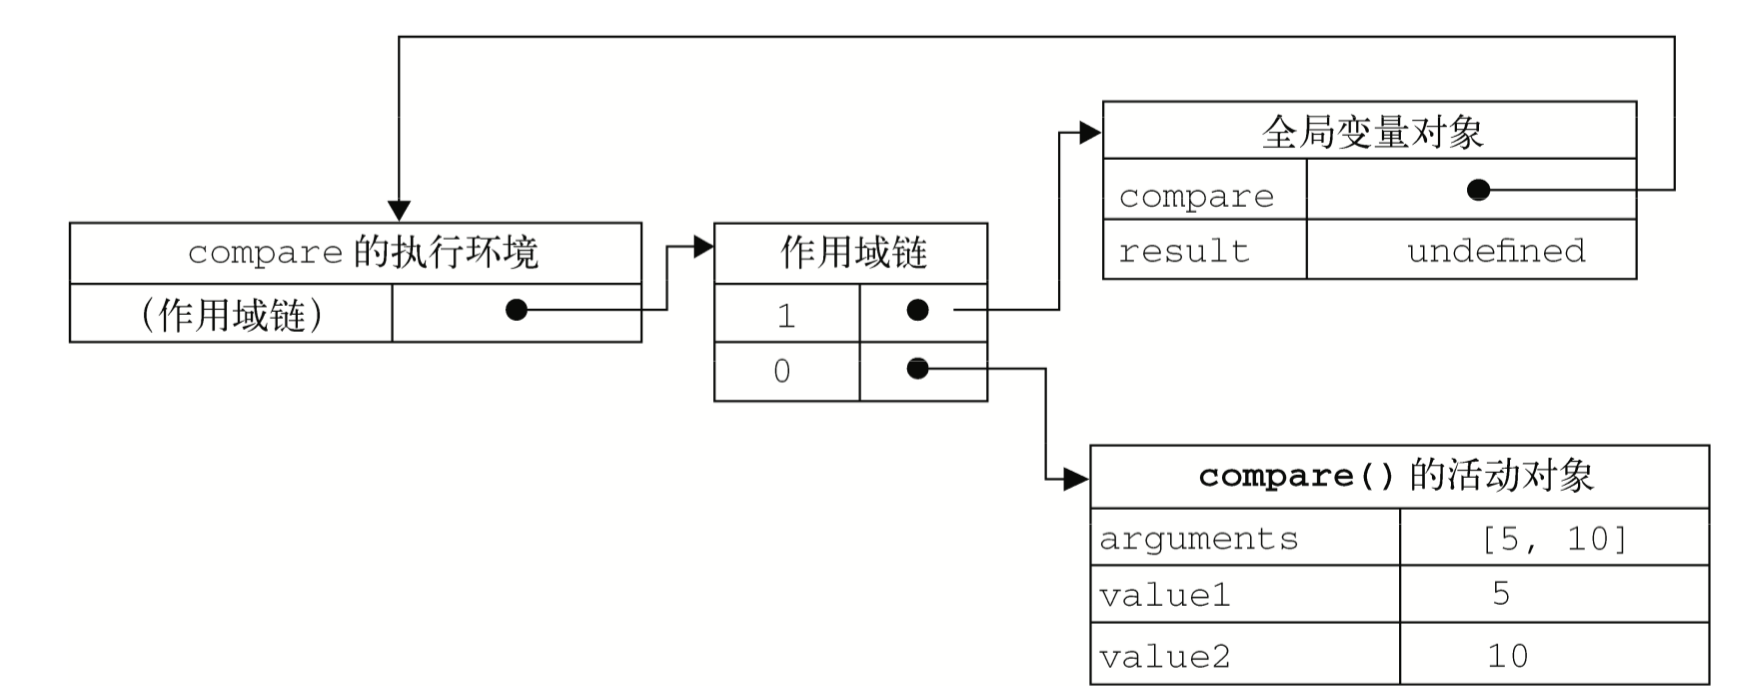 全局变量对象
compare
result undefined
compare 的执行环境
(作用域链)
作用域链
1
0
compare() 的活动对象
arguments [5, 10]
value1 5
value2 10